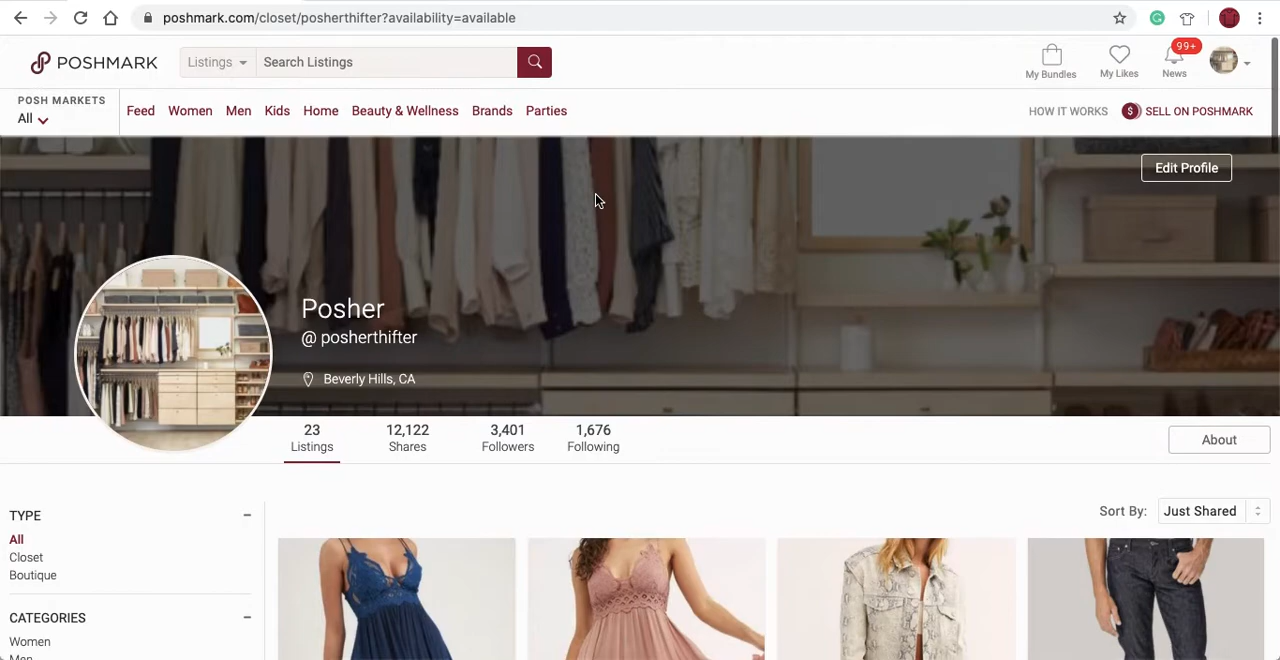 poshmark.com/closet/posherthifter?availability=available
POSHMARK
Listings
Search Listings
My Bundles
My Likes
99+
News
POSH MARKETS
All
Feed
Women
Men
Kids
Home
Beauty & Wellness
Brands
Parties
HOW IT WORKS
$
SELL ON POSHMARK
Edit Profile
Posher
@ posherthifter
Beverly Hills, CA
23
Listings
12,122
Shares
3,401
Followers
1,676
Following
About
Sort By:
Just Shared
TYPE
All
Closet
Boutique
CATEGORIES
Women
Men